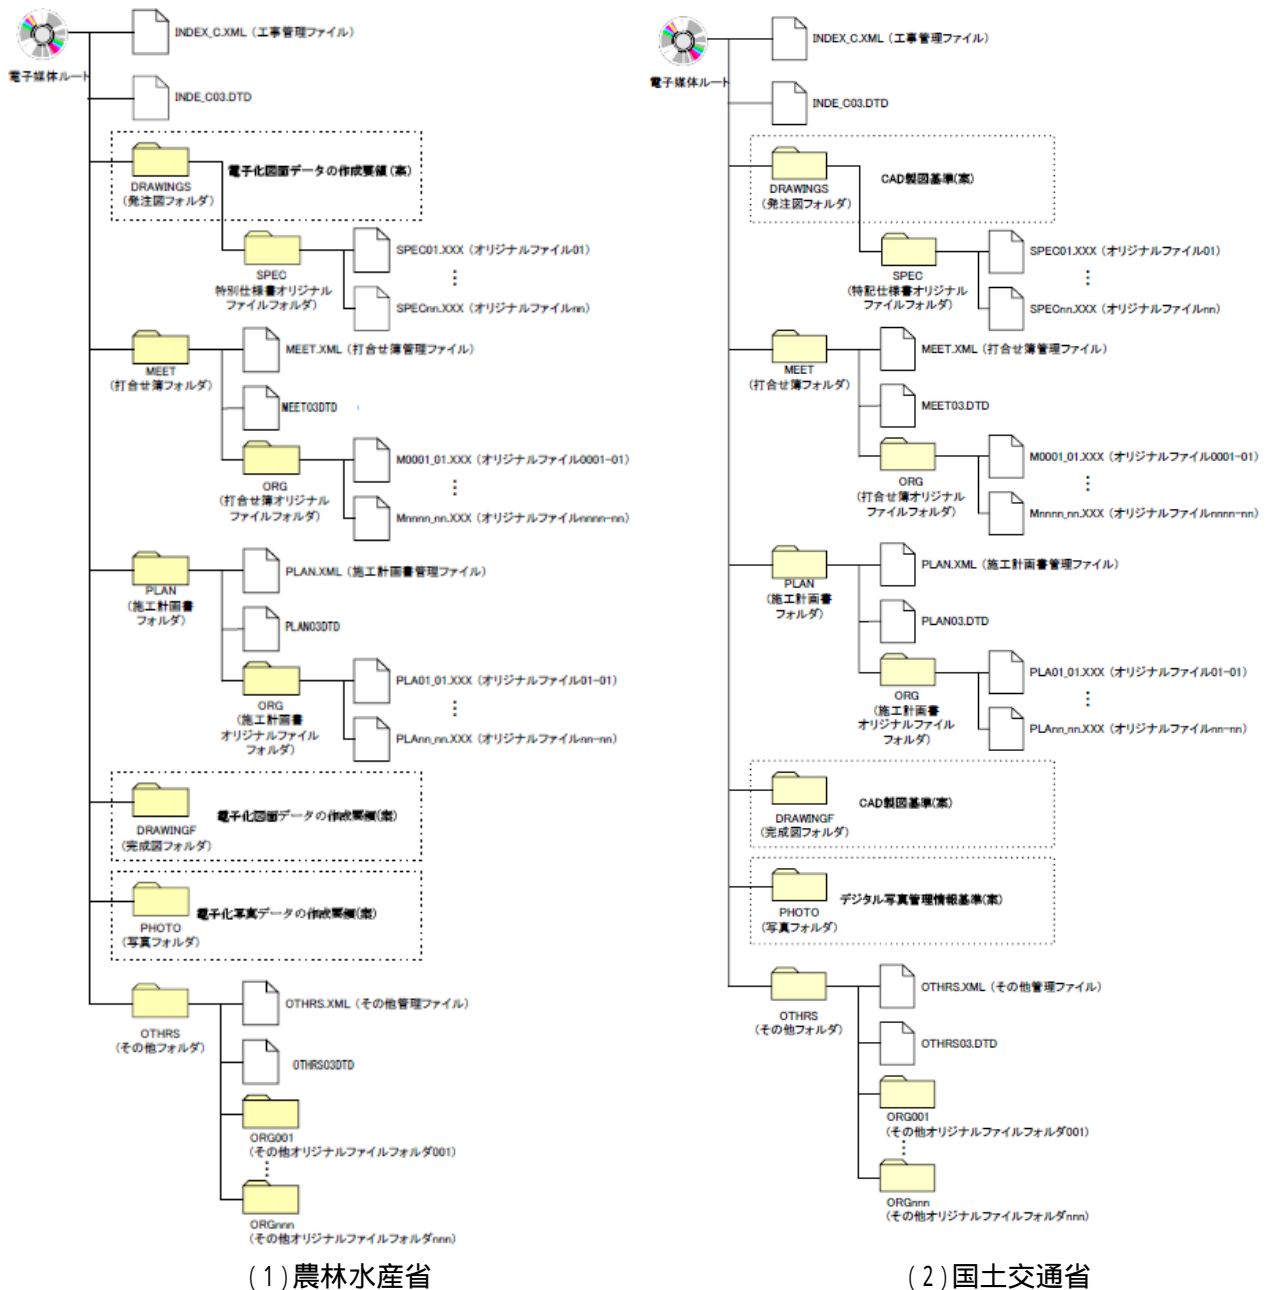 INDEX_C.XML（工事管理ファイル）
電子媒体ルート
INDE_C03.DTD
電子化図面データの作成要領（案）
DRAWINGS
（発注図フォルダ）
SPEC01.XXX（オリジナルファイル01）
⋮
SPEC
特別仕様書オリジナル
ファイルフォルダ）
SPECnn.XXX（オリジナルファイルnn）
MEET.XML（打合せ簿管理ファイル）
MEET
（打合せ簿フォルダ）
MEET03DTD
M0001_01.XXX（オリジナルファイル0001-01）
⋮
ORG
（打合せ簿オリジナル
ファイルフォルダ）
Mnnnn_nn.XXX（オリジナルファイルnnnn-nn）
PLAN.XML（施工計画書管理ファイル）
PLAN
（施工計画書
フォルダ）
PLAN03DTD
PLA01_01.XXX（オリジナルファイル01-01）
⋮
ORG
（施工計画書
オリジナルファイル
フォルダ）
PLAnn_nn.XXX（オリジナルファイルnn-nn）
電子化図面データの作成要領(案)
DRAWINGF
（完成図フォルダ）
電子化写真データの作成要領(案)
PHOTO
（写真フォルダ）
OTHRS.XML（その他管理ファイル）
OTHRS
（その他フォルダ）
OTHRS03DTD
ORG001
（その他オリジナルファイルフォルダ001）
⋮
ORGnnn
（その他オリジナルファイルフォルダnnn）
(1)農林水産省
INDEX_C.XML（工事管理ファイル）
電子媒体ルート
INDE_C03.DTD
CAD製図基準(案)
DRAWINGS
（発注図フォルダ）
SPEC01.XXX（オリジナルファイル01）
⋮
SPEC
（特記仕様書オリジナル
ファイルフォルダ）
SPECnn.XXX（オリジナルファイルnn）
MEET.XML（打合せ簿管理ファイル）
MEET
（打合せ簿フォルダ）
MEET03.DTD
M0001_01.XXX（オリジナルファイル0001-01）
⋮
ORG
（打合せ簿オリジナル
ファイルフォルダ）
Mnnnn_nn.XXX（オリジナルファイルnnnn-nn）
PLAN.XML（施工計画書管理ファイル）
PLAN
（施工計画書
フォルダ）
PLAN03.DTD
PLA01_01.XXX（オリジナルファイル01-01）
⋮
ORG
（施工計画書
オリジナルファイル
フォルダ）
PLAnn_nn.XXX（オリジナルファイルnn-nn）
CAD製図基準(案)
DRAWINGF
（完成図フォルダ）
デジタル写真管理情報基準(案)
PHOTO
（写真フォルダ）
OTHRS.XML（その他管理ファイル）
OTHRS
（その他フォルダ）
OTHRS03.DTD
ORG001
（その他オリジナルファイルフォルダ001）
⋮
ORGnnn
（その他オリジナルファイルフォルダnnn）
(2)国土交通省